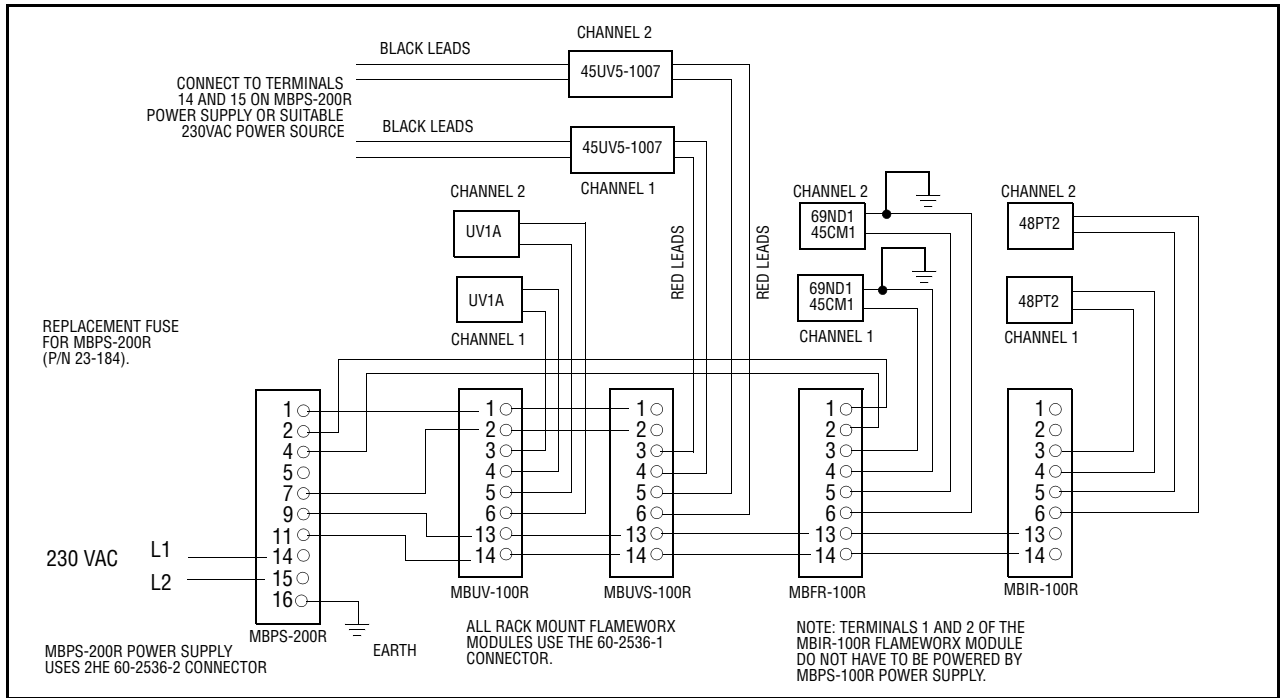 CHANNEL 2
BLACK LEADS
45UV5-1007
CONNECT TO TERMINALS
14 AND 15 ON MBPS-200R
POWER SUPPLY OR SUITABLE
230VAC POWER SOURCE
BLACK LEADS
45UV5-1007
CHANNEL 1
CHANNEL 2
UV1A
UV1A
CHANNEL 1
RED LEADS
RED LEADS
CHANNEL 2
69ND1
45CM1
69ND1
45CM1
CHANNEL 1
CHANNEL 2
48PT2
48PT2
CHANNEL 1
REPLACEMENT FUSE
FOR MBPS-200R
(P/N 23-184).
1
2
4
5
7
9
11
14
15
16
230 VAC
L1
L2
MBPS-200R
EARTH
MBPS-200R POWER SUPPLY
USES 2HE 60-2536-2 CONNECTOR
1
2
3
4
5
6
13
14
MBUV-100R
1
2
3
4
5
6
13
14
MBUVS-100R
ALL RACK MOUNT FLAMEWORX
MODULES USE THE 60-2536-1
CONNECTOR.
1
2
3
4
5
6
13
14
MBFR-100R
1
2
3
4
5
6
13
14
MBIR-100R
NOTE: TERMINALS 1 AND 2 OF THE
MBIR-100R FLAMEWORX MODULE
DO NOT HAVE TO BE POWERED BY
MBPS-100R POWER SUPPLY.